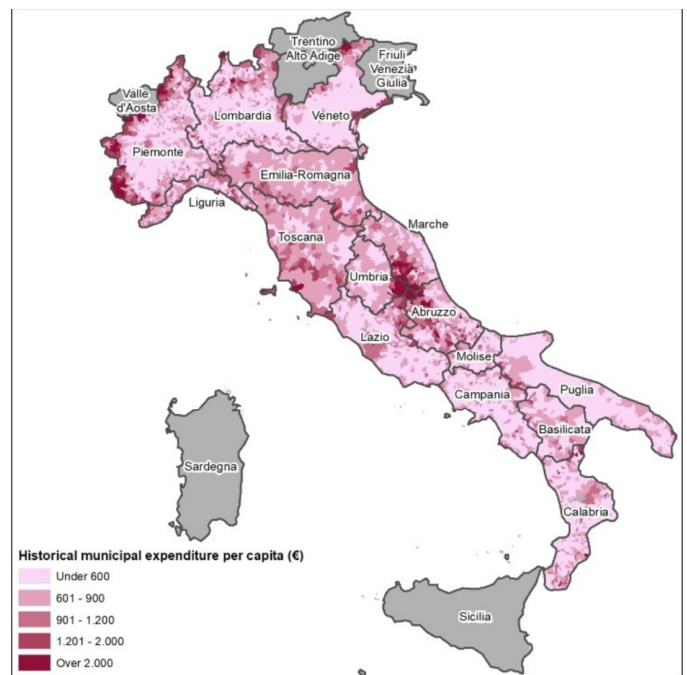 Trentino
Alto Adige
Friuli
Venezia
Giulia
Valle
d'Aosta
Lombardia
Veneto
Piemonte
Emilia-Romagna
Liguria
Toscana
Marche
Umbria
Abruzzo
Lazio
Molise
Campania
Puglia
Basilicata
Sardegna
Calabria
Sicilia
Historical municipal expenditure per capita (€)
Under 600
601 - 900
901 - 1.200
1.201 - 2.000
Over 2.000